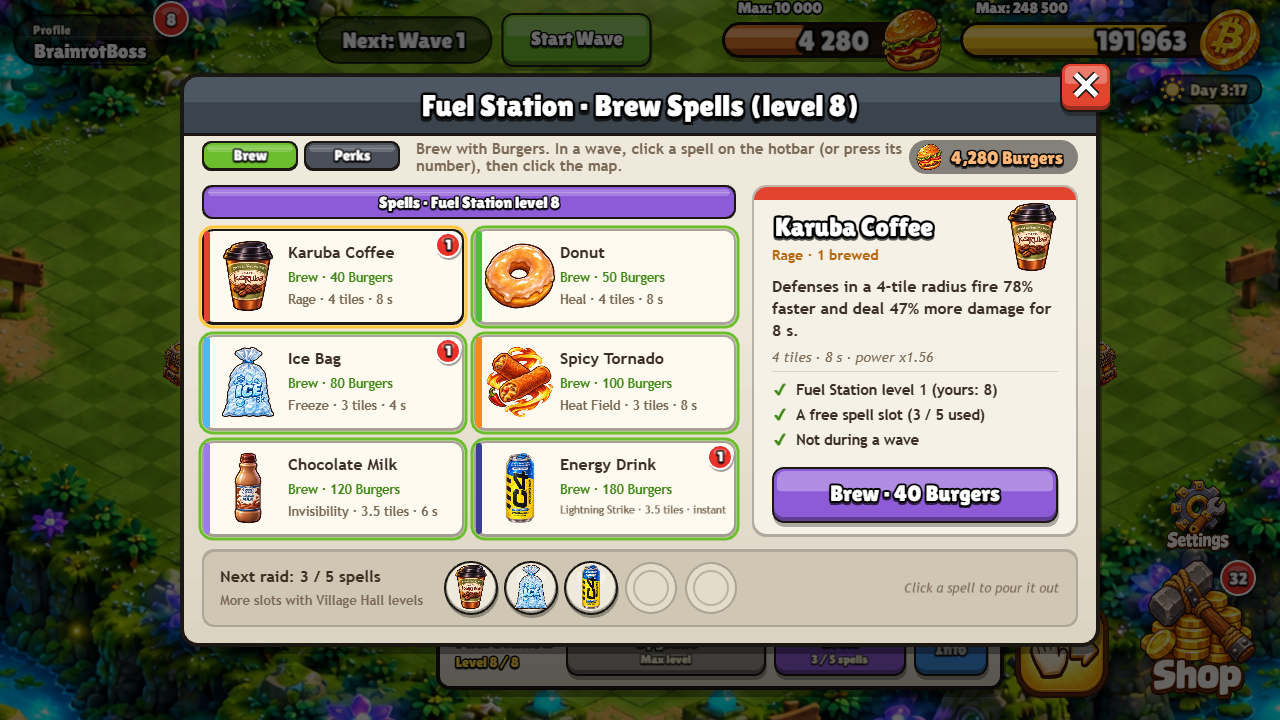 Profile
BrainrotBoss
8
Next: Wave 1
Start Wave
Max: 10 000
4 280
Max: 248 500
191 963
Day 3:17
Fuel Station · Brew Spells (level 8)
Brew
Perks
Brew with Burgers. In a wave, click a spell on the hotbar (or press its
number), then click the map.
4,280 Burgers
Spells · Fuel Station level 8
Karuba Coffee
Brew · 40 Burgers
Rage · 4 tiles · 8 s
1
Donut
Brew · 50 Burgers
Heal · 4 tiles · 8 s
Ice Bag
Brew · 80 Burgers
Freeze · 3 tiles · 4 s
1
ICE
Spicy Tornado
Brew · 100 Burgers
Heat Field · 3 tiles · 8 s
Chocolate Milk
Brew · 120 Burgers
Invisibility · 3.5 tiles · 6 s
Energy Drink
Brew · 180 Burgers
Lightning Strike · 3.5 tiles · instant
1
C4
Karuba Coffee
Rage · 1 brewed
Karuba
Defenses in a 4-tile radius fire 78%
faster and deal 47% more damage for
8 s.
4 tiles · 8 s · power x1.56
Fuel Station level 1 (yours: 8)
A free spell slot (3 / 5 used)
Not during a wave
Brew · 40 Burgers
Next raid: 3 / 5 spells
More slots with Village Hall levels
Click a spell to pour it out
Level 8/8
Max level
3/5 spells
Info
Settings
32
Shop